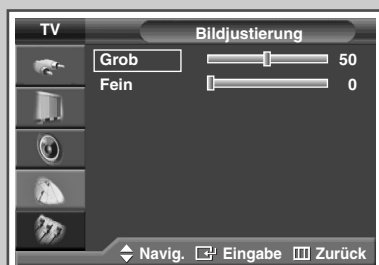 TV Bildjustierung
Grob 50
Fein 0
Navig. Eingabe Zurück